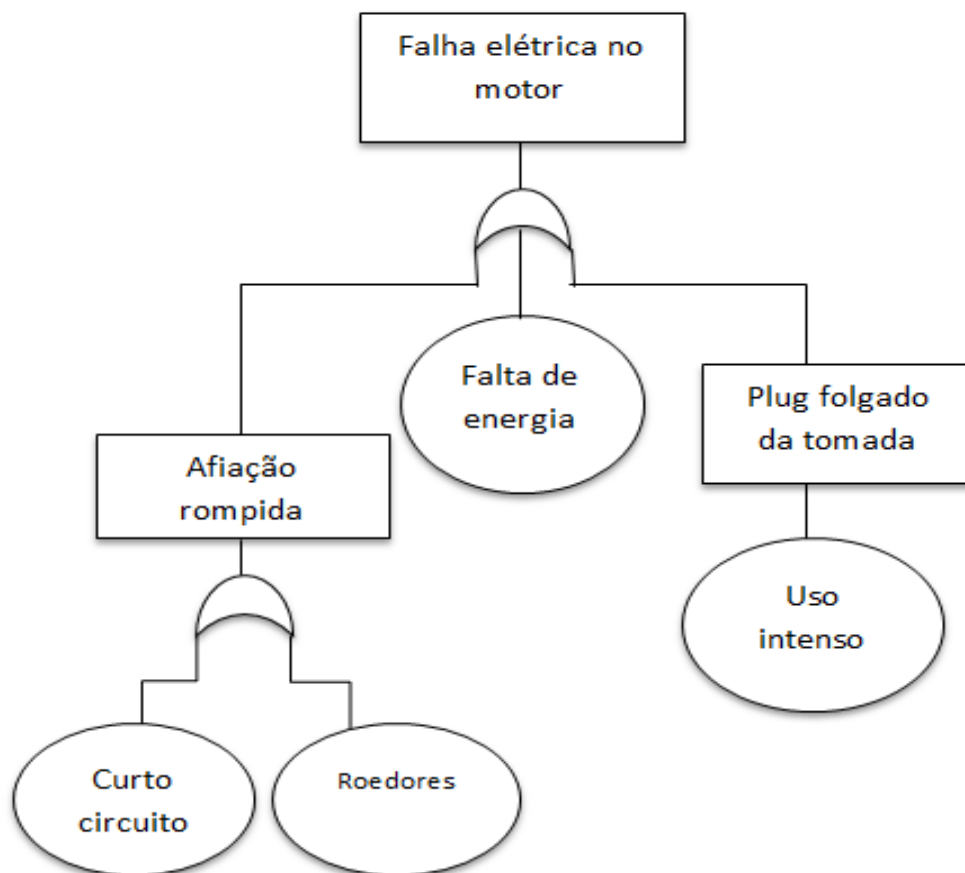 Falha elétrica no
motor
Falta de
energia
Plug folgado
da tomada
Afiação
rompida
Uso
intenso
Curto
circuito
Roedores